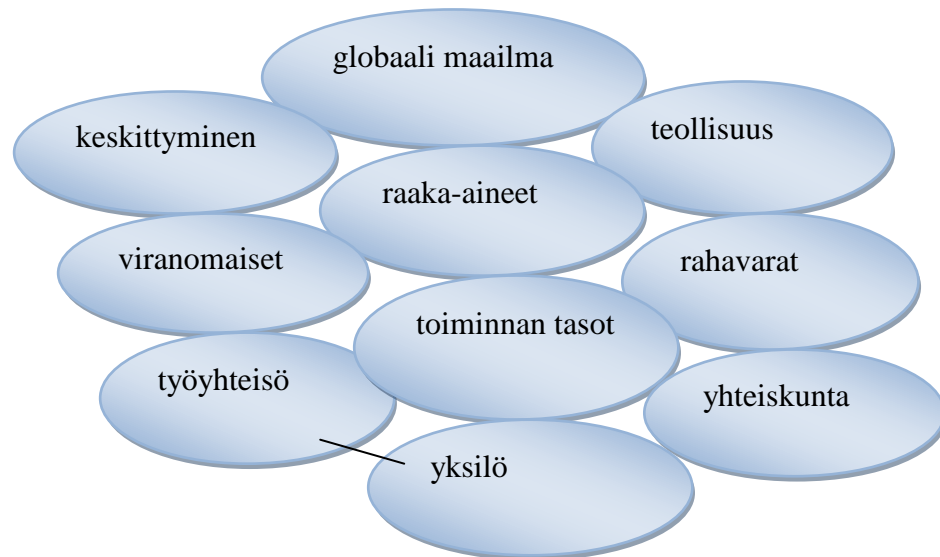 globaali maailma
keskittyminen
teollisuus
raaka-aineet
viranomaiset
rahavarat
toiminnan tasot
työyhteisö
yhteiskunta
yksilö